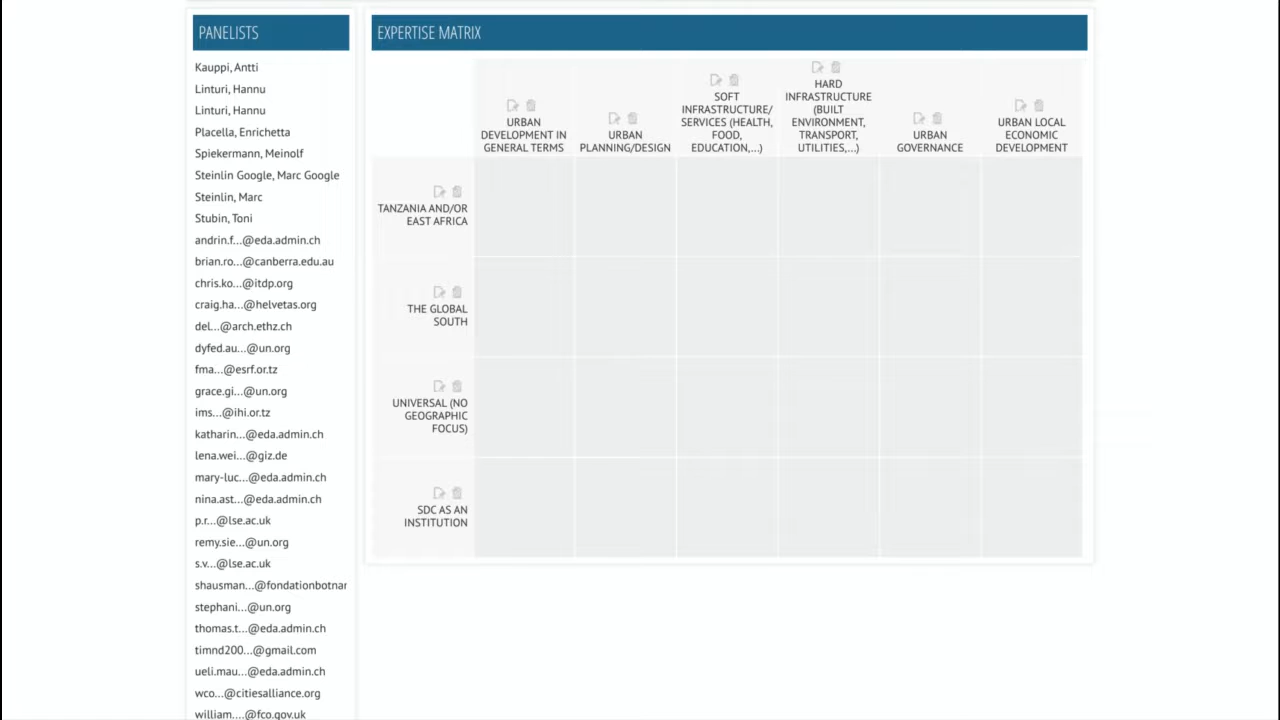 PANELISTS
Kauppi, Antti
Linturi, Hannu
Linturi, Hannu
Placella, Enrichetta
Spiekermann, Meinolf
Steinlin Google, Marc Google
Steinlin, Marc
Stubin, Toni
andrin.f...@eda.admin.ch
brian.ro...@canberra.edu.au
chris.ko...@itdp.org
craig.ha...@helvetas.org
del...@arch.ethz.ch
dyfed.au...@un.org
fma...@esrf.or.tz
grace.gi...@un.org
ims...@ihi.or.tz
katharin...@eda.admin.ch
lena.wei...@giz.de
mary-luc...@eda.admin.ch
nina.ast...@eda.admin.ch
p.r...@lse.ac.uk
remy.sie...@un.org
s.v...@lse.ac.uk
shausman...@fondationbotnar
stephani...@un.org
thomas.t...@eda.admin.ch
timnd200...@gmail.com
ueli.mau...@eda.admin.ch
wco...@citiesalliance.org
william....@fco.gov.uk
EXPERTISE MATRIX
URBAN
DEVELOPMENT IN
GENERAL TERMS
URBAN
PLANNING/DESIGN
SOFT
INFRASTRUCTURE/
SERVICES (HEALTH,
FOOD,
EDUCATION,...)
HARD
INFRASTRUCTURE
(BUILT
ENVIRONMENT,
TRANSPORT,
UTILITIES,...)
URBAN
GOVERNANCE
URBAN LOCAL
ECONOMIC
DEVELOPMENT
TANZANIA AND/OR
EAST AFRICA
THE GLOBAL
SOUTH
UNIVERSAL (NO
GEOGRAPHIC
FOCUS)
SDC AS AN
INSTITUTION